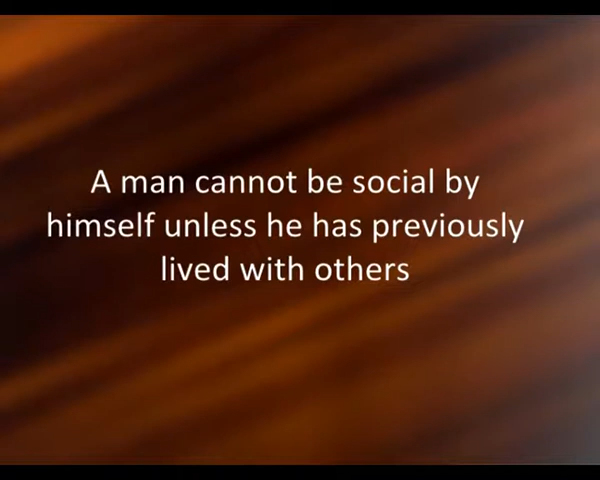 A man cannot be social by
himself unless he has previously
lived with others